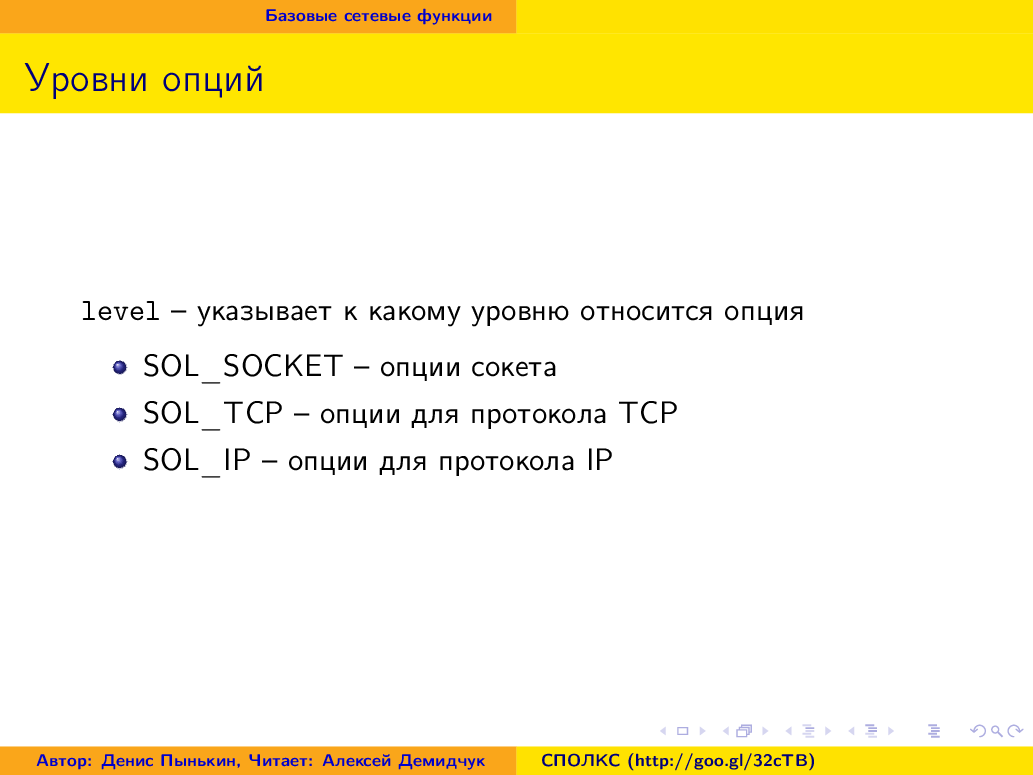 Базовые сетевые функции
Уровни опций
level – указывает к какому уровню относится опция
SOL_SOCKET – опции сокета
SOL_TCP – опции для протокола TCP
SOL_IP – опции для протокола IP
Автор: Денис Пынькин, Читает: Алексей Демидчук СПОЛКС (http://goo.gl/32cTB)